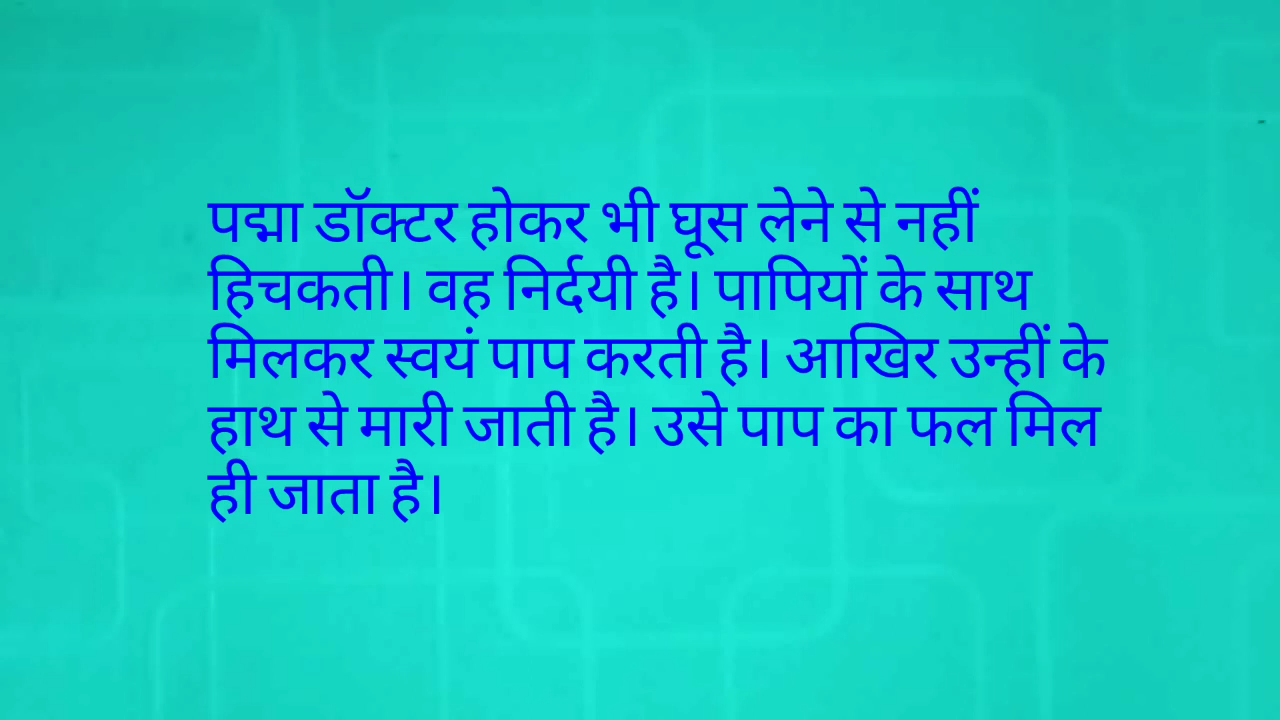 पद्मा डॉक्टर होकर भी घूस लेने से नहीं
हिचकती। वह निर्दयी है। पापियों के साथ
मिलकर स्वयं पाप करती है। आखिर उन्हीं के
हाथ से मारी जाती है। उसे पाप का फल मिल
ही जाता है।